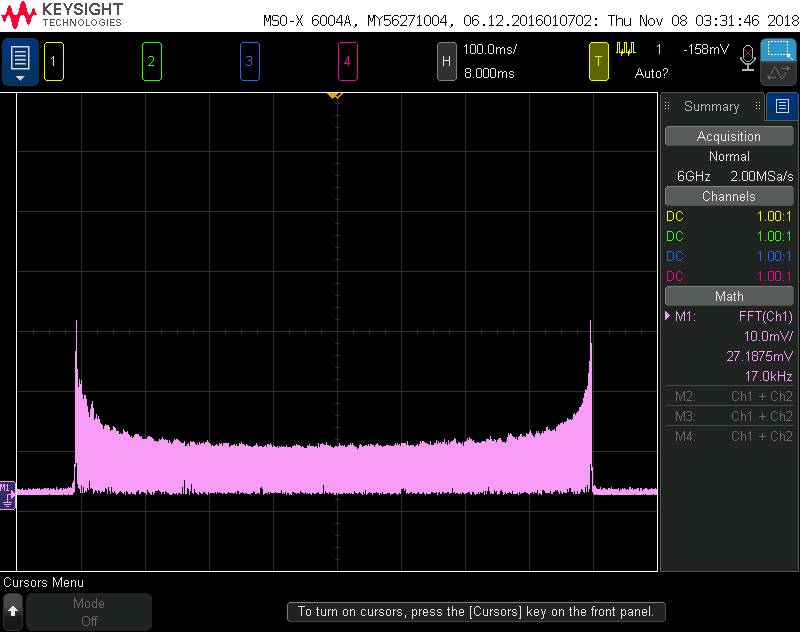 KEYSIGHT
TECHNOLOGIES
MSO-X 6004A, MY56271004, 06.12.2016010702: Thu Nov 08 03:31:46 2018
1
2
3
4
H
100.0ms/
8.000ms
T
1
-158mV
Auto?
Summary
Acquisition
Normal
6GHz 2.00MSa/s
Channels
DC 1.00:1
DC 1.00:1
DC 1.00:1
DC 1.00:1
Math
M1: FFT(Ch1)
10.0mV/
27.1875mV
17.0kHz
M2: Ch1 + Ch2
M3: Ch1 + Ch2
M4: Ch1 + Ch2
M1
Cursors Menu
Mode
Off
To turn on cursors, press the [Cursors] key on the front panel.